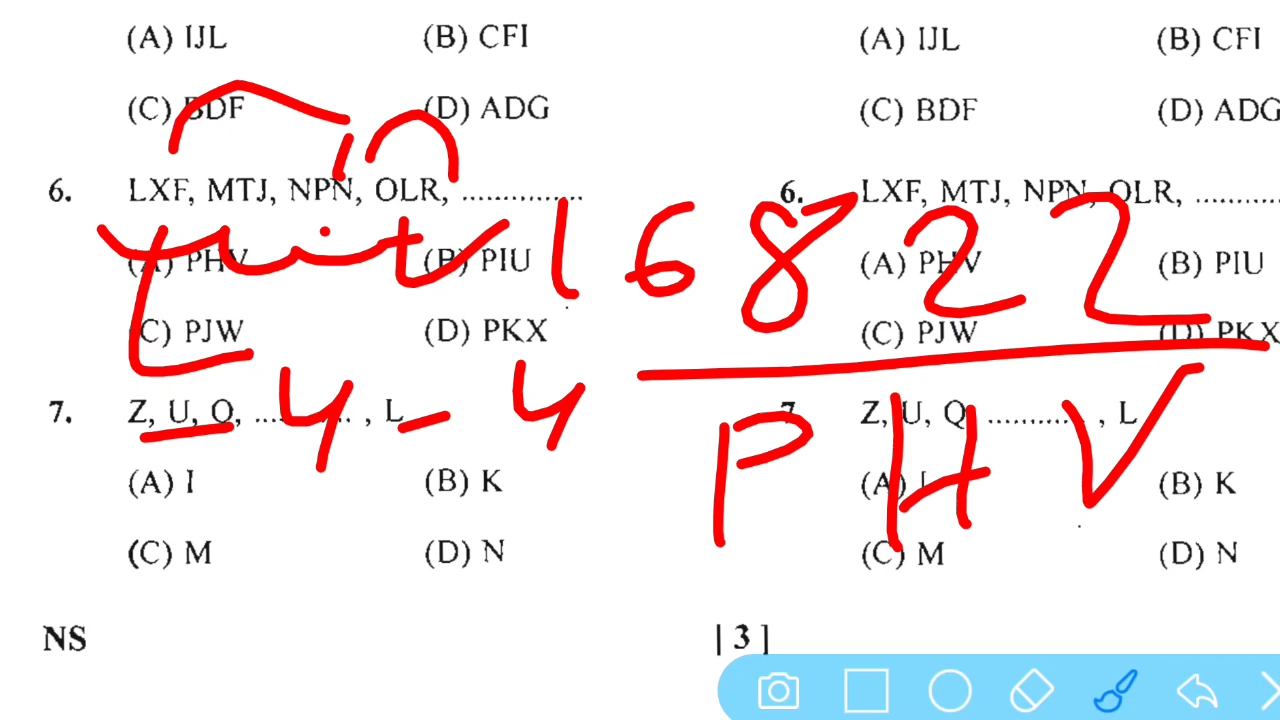 (A) IJL (B) CFI (A) IJL (B) CFI
(C) BDF (D) ADG (C) BDF (D) ADG
6. LXF, MTJ, NPN, OLR, ............... 6. LXF, MTJ, NPN, OLR, ..........
(A) PHV (B) PIU (A) PHV (B) PIU
16 8 22
(C) PJW (D) PKX (C) PJW (D) PKX
4 - 4
7. Z, U, Q, ............ , L 7. Z, U, Q, ............ , L
P H V
(A) I (B) K (A) I (B) K
(C) M (D) N (C) M (D) N
NS | 3 ]